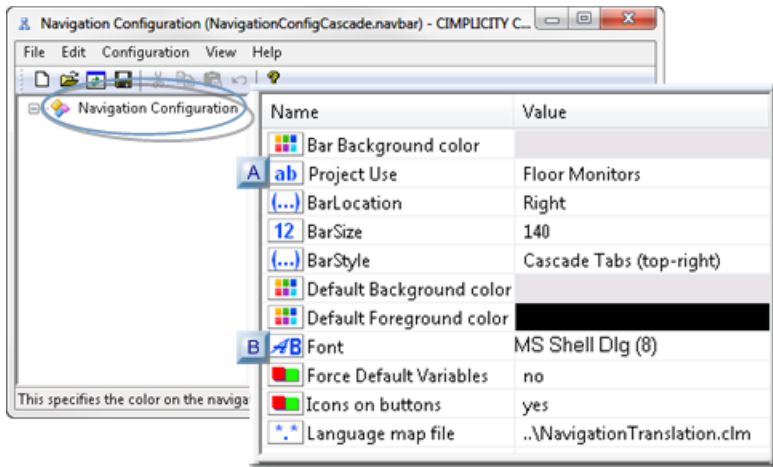 Navigation Configuration (NavigationConfigCascade.navbar) - CIMPLICITY C...
File Edit Configuration View Help
Navigation Configuration
Name Value
Bar Background color
A ab Project Use Floor Monitors
(...) BarLocation Right
12 BarSize 140
(...) BarStyle Cascade Tabs (top-right)
Default Background color
Default Foreground color
B AB Font MS Shell Dlg (8)
Force Default Variables no
Icons on buttons yes
*.* Language map file ..\NavigationTranslation.clm
This specifies the color on the naviga